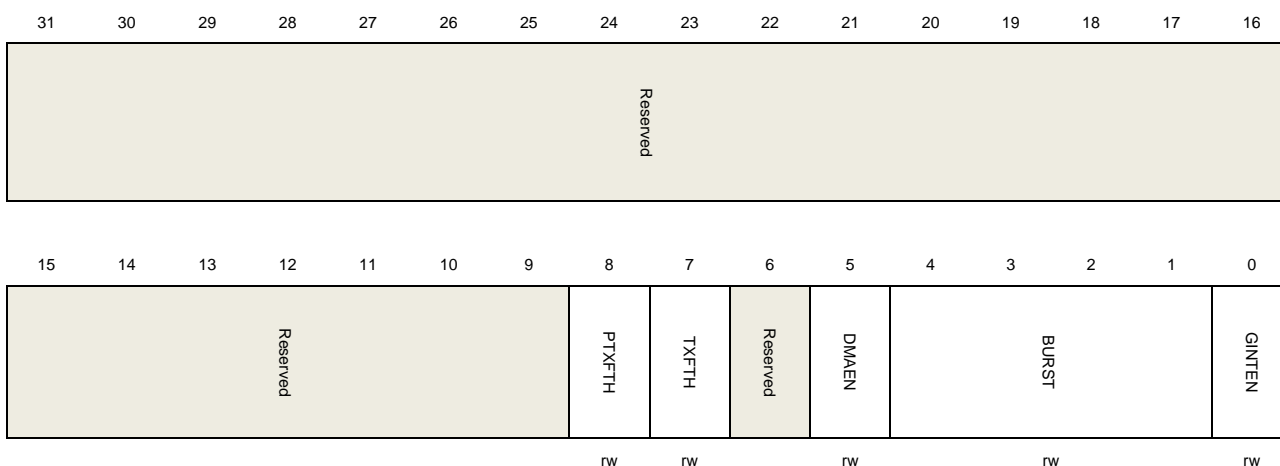 31 30 29 28 27 26 25 24 23 22 21 20 19 18 17 16
Reserved
15 14 13 12 11 10 9 8 7 6 5 4 3 2 1 0
Reserved PTXFTH TXFTH Reserved DMAEN BURST GINTEN
rw rw rw rw rw